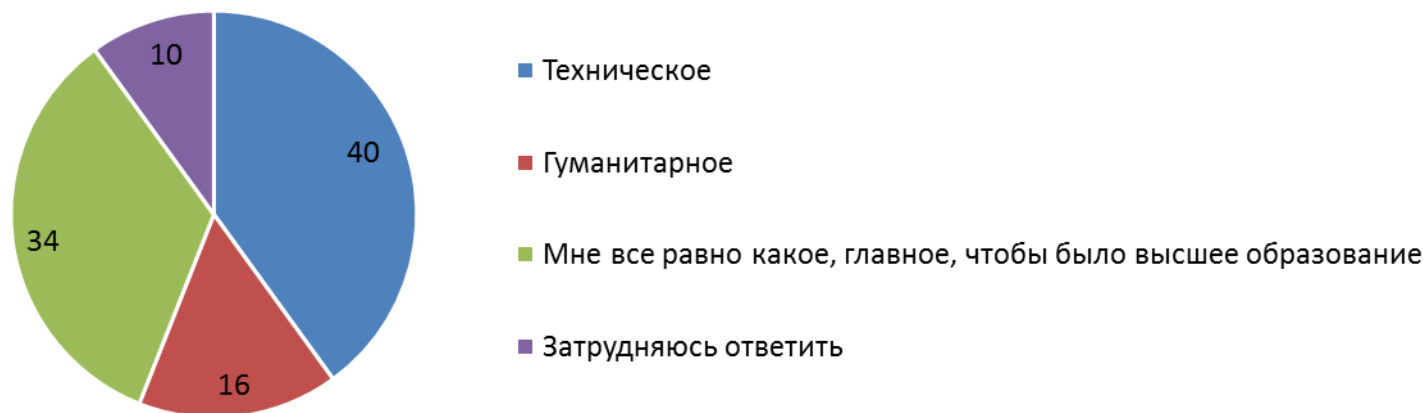 10
40
34
16
Техническое
Гуманитарное
Мне все равно какое, главное, чтобы было высшее образование
Затрудняюсь ответить